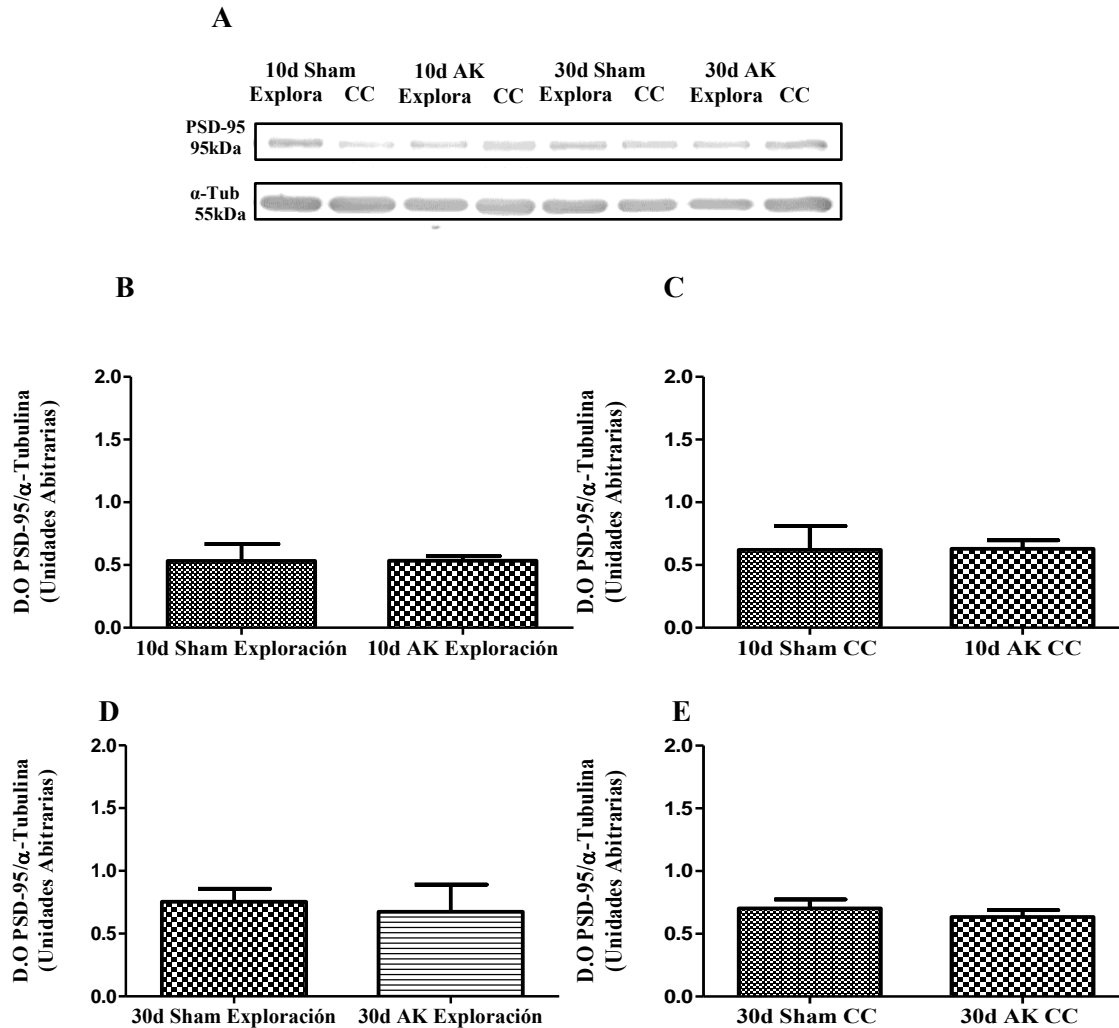 A
10d Sham 10d AK 30d Sham 30d AK
Explora CC Explora CC Explora CC Explora CC
PSD-95
95kDa
α-Tub
55kDa
B
D.O PSD-95/α-Tubulina
(Unidades Abitrarias)
2.0
1.5
1.0
0.5
0.0
10d Sham Exploración 10d AK Exploración
C
D.O PSD-95/α-Tubulina
(Unidades Abitrarias)
2.0
1.5
1.0
0.5
0.0
10d Sham CC 10d AK CC
D
D.O PSD-95/α-Tubulina
(Unidades Abitrarias)
2.0
1.5
1.0
0.5
0.0
30d Sham Exploración 30d AK Exploración
E
D.O PSD-95/α-Tubulina
(Unidades Abitrarias)
2.0
1.5
1.0
0.5
0.0
30d Sham CC 30d AK CC